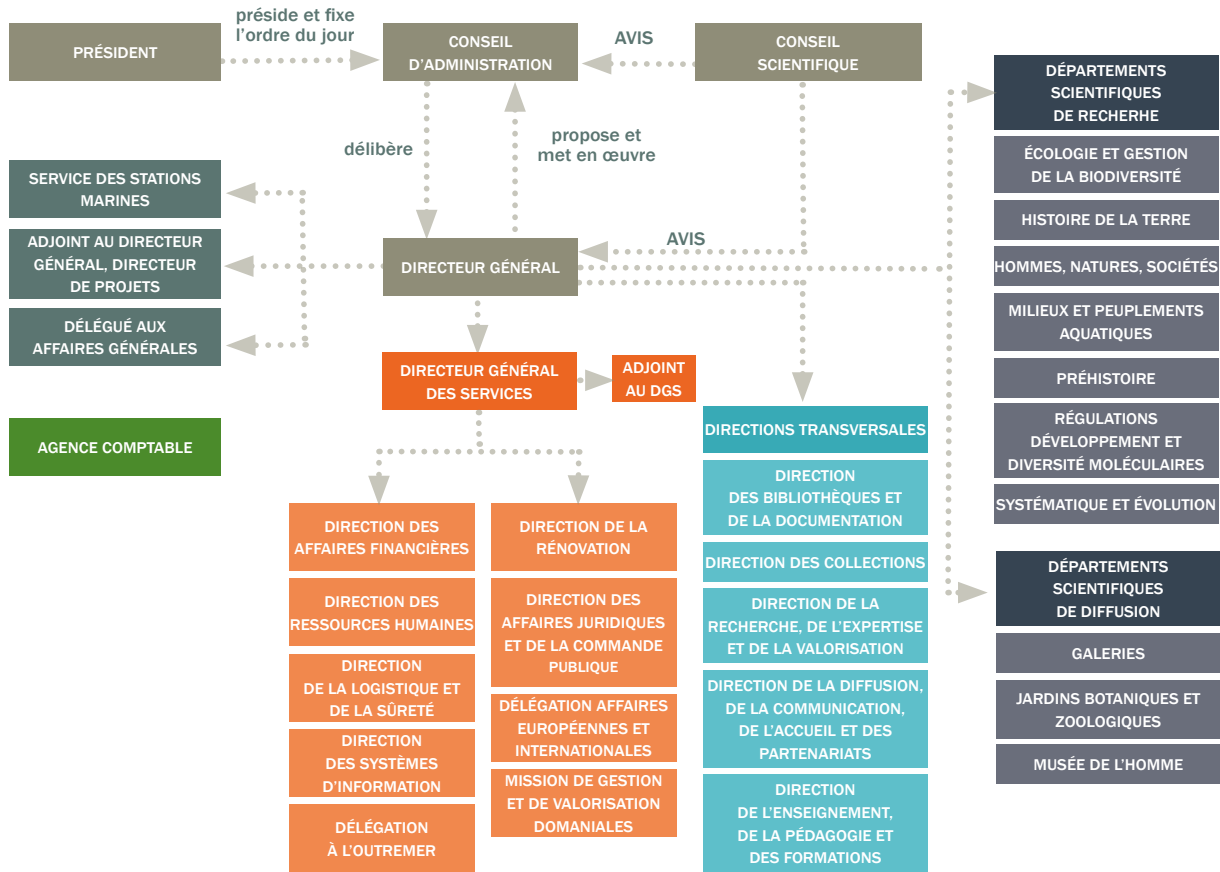 PRÉSIDENT
préside et fixe
l'ordre du jour
CONSEIL
D'ADMINISTRATION
AVIS
CONSEIL
SCIENTIFIQUE
délibère
propose et
met en œuvre
SERVICE DES STATIONS
MARINES
ADJOINT AU DIRECTEUR
GÉNÉRAL, DIRECTEUR
DE PROJETS
DÉLÉGUÉ AUX
AFFAIRES GÉNÉRALES
AGENCE COMPTABLE
DIRECTEUR GÉNÉRAL
AVIS
DIRECTEUR GÉNÉRAL
DES SERVICES
ADJOINT
AU DGS
DIRECTION DES
AFFAIRES FINANCIÈRES
DIRECTION DES
RESSOURCES HUMAINES
DIRECTION
DE LA LOGISTIQUE ET
DE LA SÛRETÉ
DIRECTION
DES SYSTÈMES
D'INFORMATION
DÉLÉGATION
À L'OUTREMER
DIRECTION DE LA
RÉNOVATION
DIRECTION DES
AFFAIRES JURIDIQUES
ET DE LA COMMANDE
PUBLIQUE
DÉLÉGATION AFFAIRES
EUROPÉENNES ET
INTERNATIONALES
MISSION DE GESTION
ET DE VALORISATION
DOMANIALES
DIRECTIONS TRANSVERSALES
DIRECTION
DES BIBLIOTHÈQUES ET
DE LA DOCUMENTATION
DIRECTION DES COLLECTIONS
DIRECTION DE LA
RECHERCHE, DE L'EXPERTISE
ET DE LA VALORISATION
DIRECTION DE LA DIFFUSION,
DE LA COMMUNICATION,
DE L'ACCUEIL ET DES
PARTENARIATS
DIRECTION
DE L'ENSEIGNEMENT,
DE LA PÉDAGOGIE ET
DES FORMATIONS
DÉPARTEMENTS
SCIENTIFIQUES
DE RECHERHE
ÉCOLOGIE ET GESTION
DE LA BIODIVERSITÉ
HISTOIRE DE LA TERRE
HOMMES, NATURES, SOCIÉTÉS
MILIEUX ET PEUPLEMENTS
AQUATIQUES
PRÉHISTOIRE
RÉGULATIONS
DÉVELOPPEMENT ET
DIVERSITÉ MOLÉCULAIRES
SYSTÉMATIQUE ET ÉVOLUTION
DÉPARTEMENTS
SCIENTIFIQUES
DE DIFFUSION
GALERIES
JARDINS BOTANIQUES ET
ZOOLOGIQUES
MUSÉE DE L'HOMME